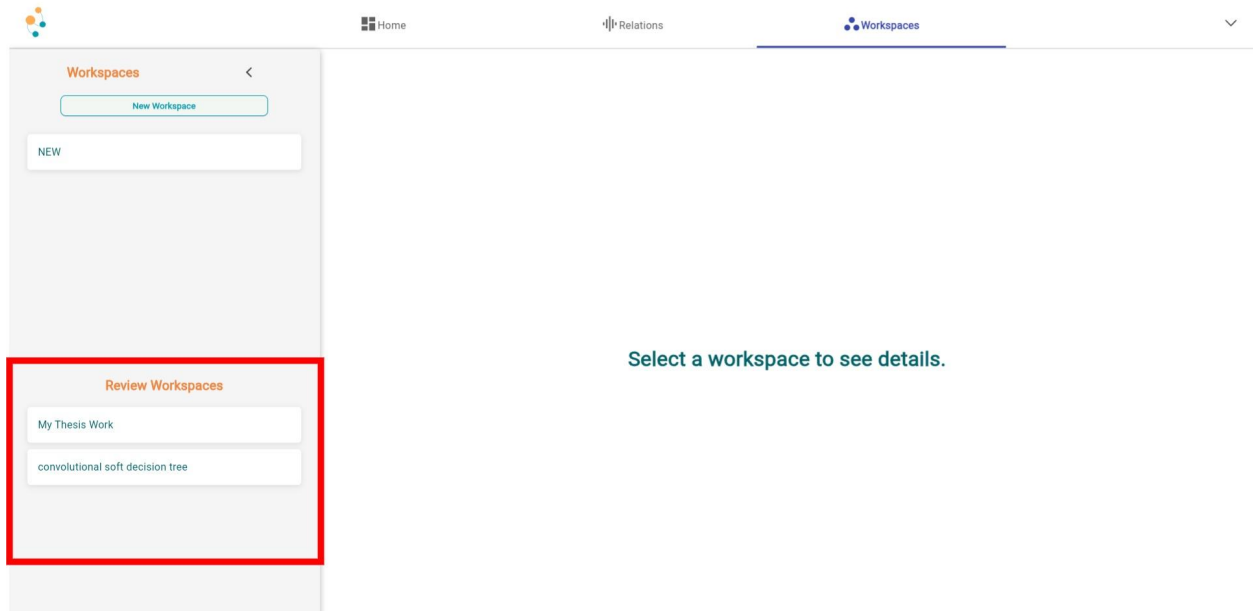 Home
Relations
Workspaces
Workspaces
New Workspace
NEW
Select a workspace to see details.
Review Workspaces
My Thesis Work
convolutional soft decision tree